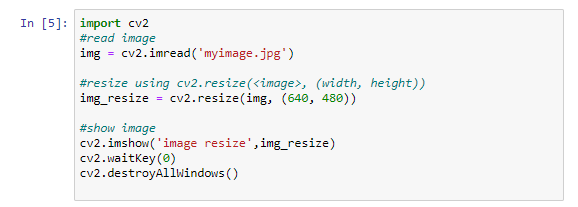 In [5]: import cv2
#read image
img = cv2.imread('myimage.jpg')
#resize using cv2.resize(<image>, (width, height))
img_resize = cv2.resize(img, (640, 480))
#show image
cv2.imshow('image resize',img_resize)
cv2.waitKey(0)
cv2.destroyAllWindows()